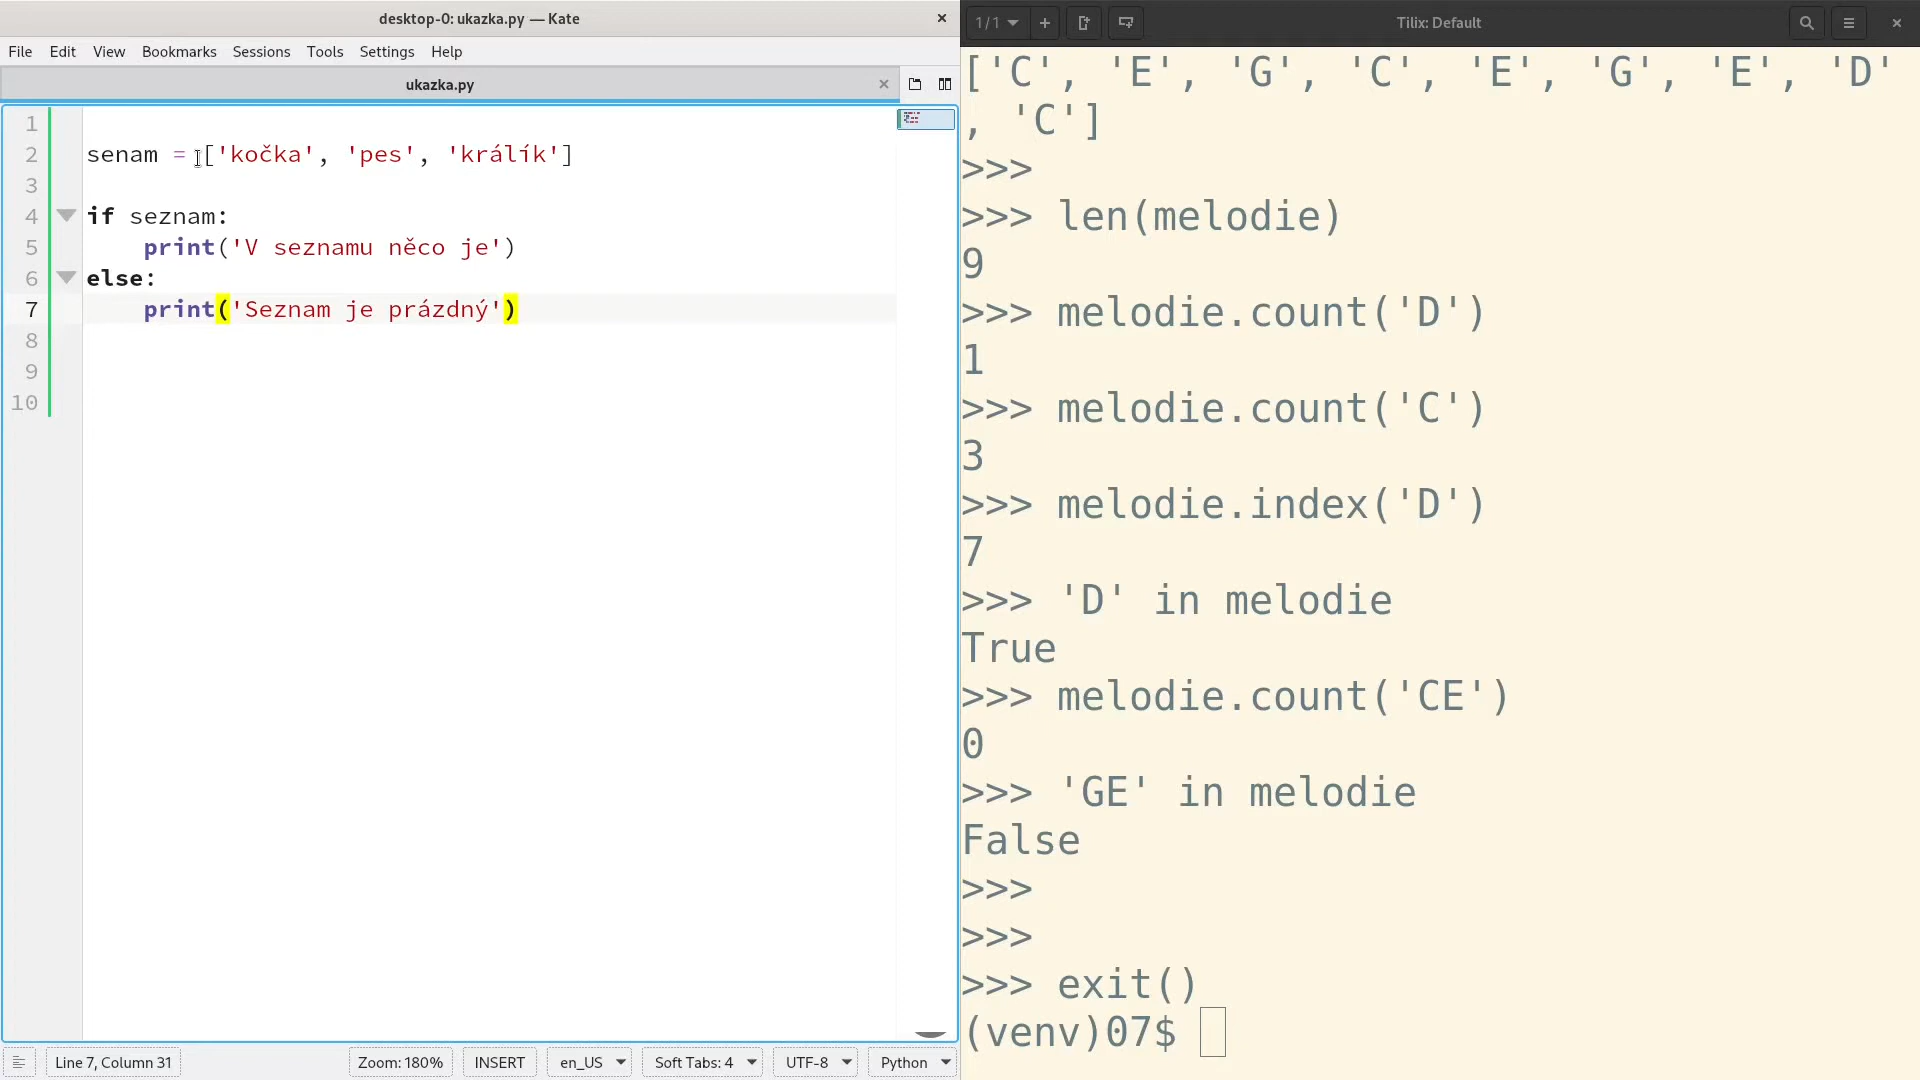 desktop-0: ukazka.py — Kate
File Edit View Bookmarks Sessions Tools Settings Help
ukazka.py
1
2 senam = ['kočka', 'pes', 'králík']
3
4 if seznam:
5 print('V seznamu něco je')
6 else:
7 print('Seznam je prázdný')
8
9
10
Line 7, Column 31 Zoom: 180% INSERT en_US Soft Tabs: 4 UTF-8 Python
1/1 Tilix: Default
['C', 'E', 'G', 'C', 'E', 'G', 'E', 'D'
, 'C']
>>>
>>> len(melodie)
9
>>> melodie.count('D')
1
>>> melodie.count('C')
3
>>> melodie.index('D')
7
>>> 'D' in melodie
True
>>> melodie.count('CE')
0
>>> 'GE' in melodie
False
>>>
>>>
>>> exit()
(venv)07$